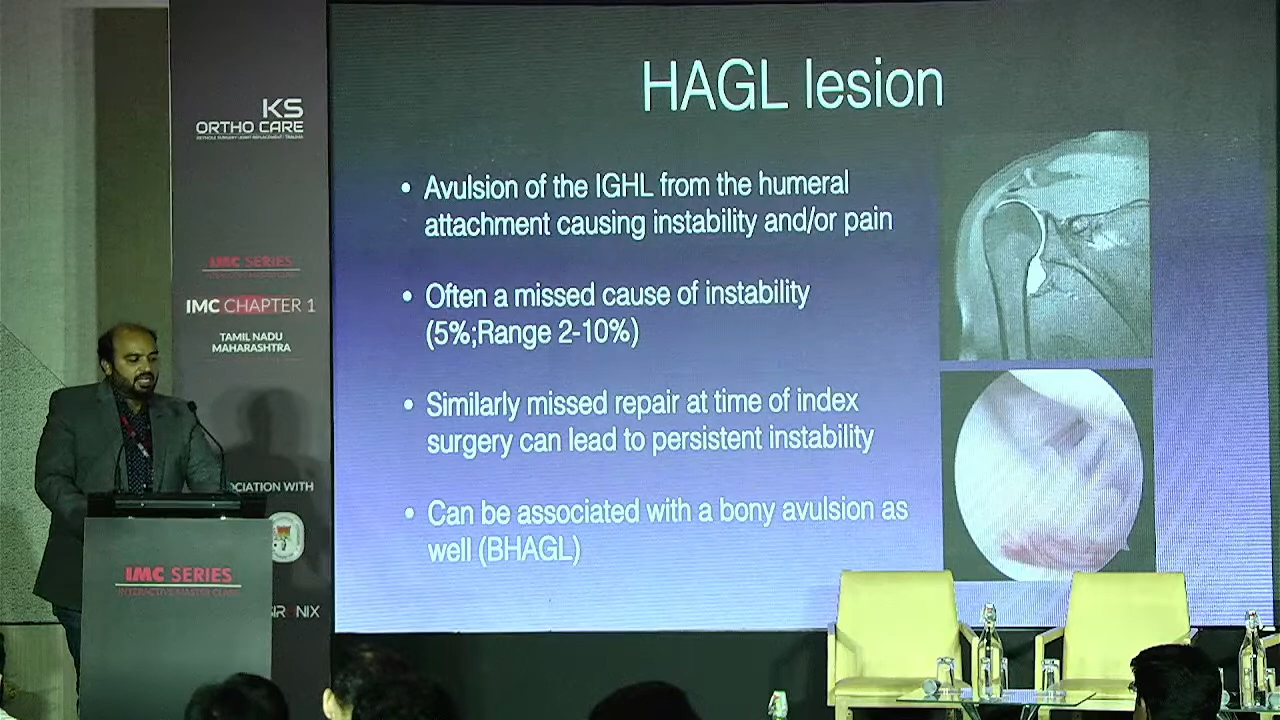 KS
ORTHO CARE
IMC SERIES
IMC CHAPTER 1
TAMIL NADU
MAHARASHTRA
CIATION WITH
NIX
IMC SERIES
INTERACTIVE MASTER CLASS
HAGL lesion
• Avulsion of the IGHL from the humeral
attachment causing instability and/or pain
• Often a missed cause of instability
(5%;Range 2-10%)
• Similarly missed repair at time of index
surgery can lead to persistent instability
• Can be associated with a bony avulsion as
well (BHAGL)